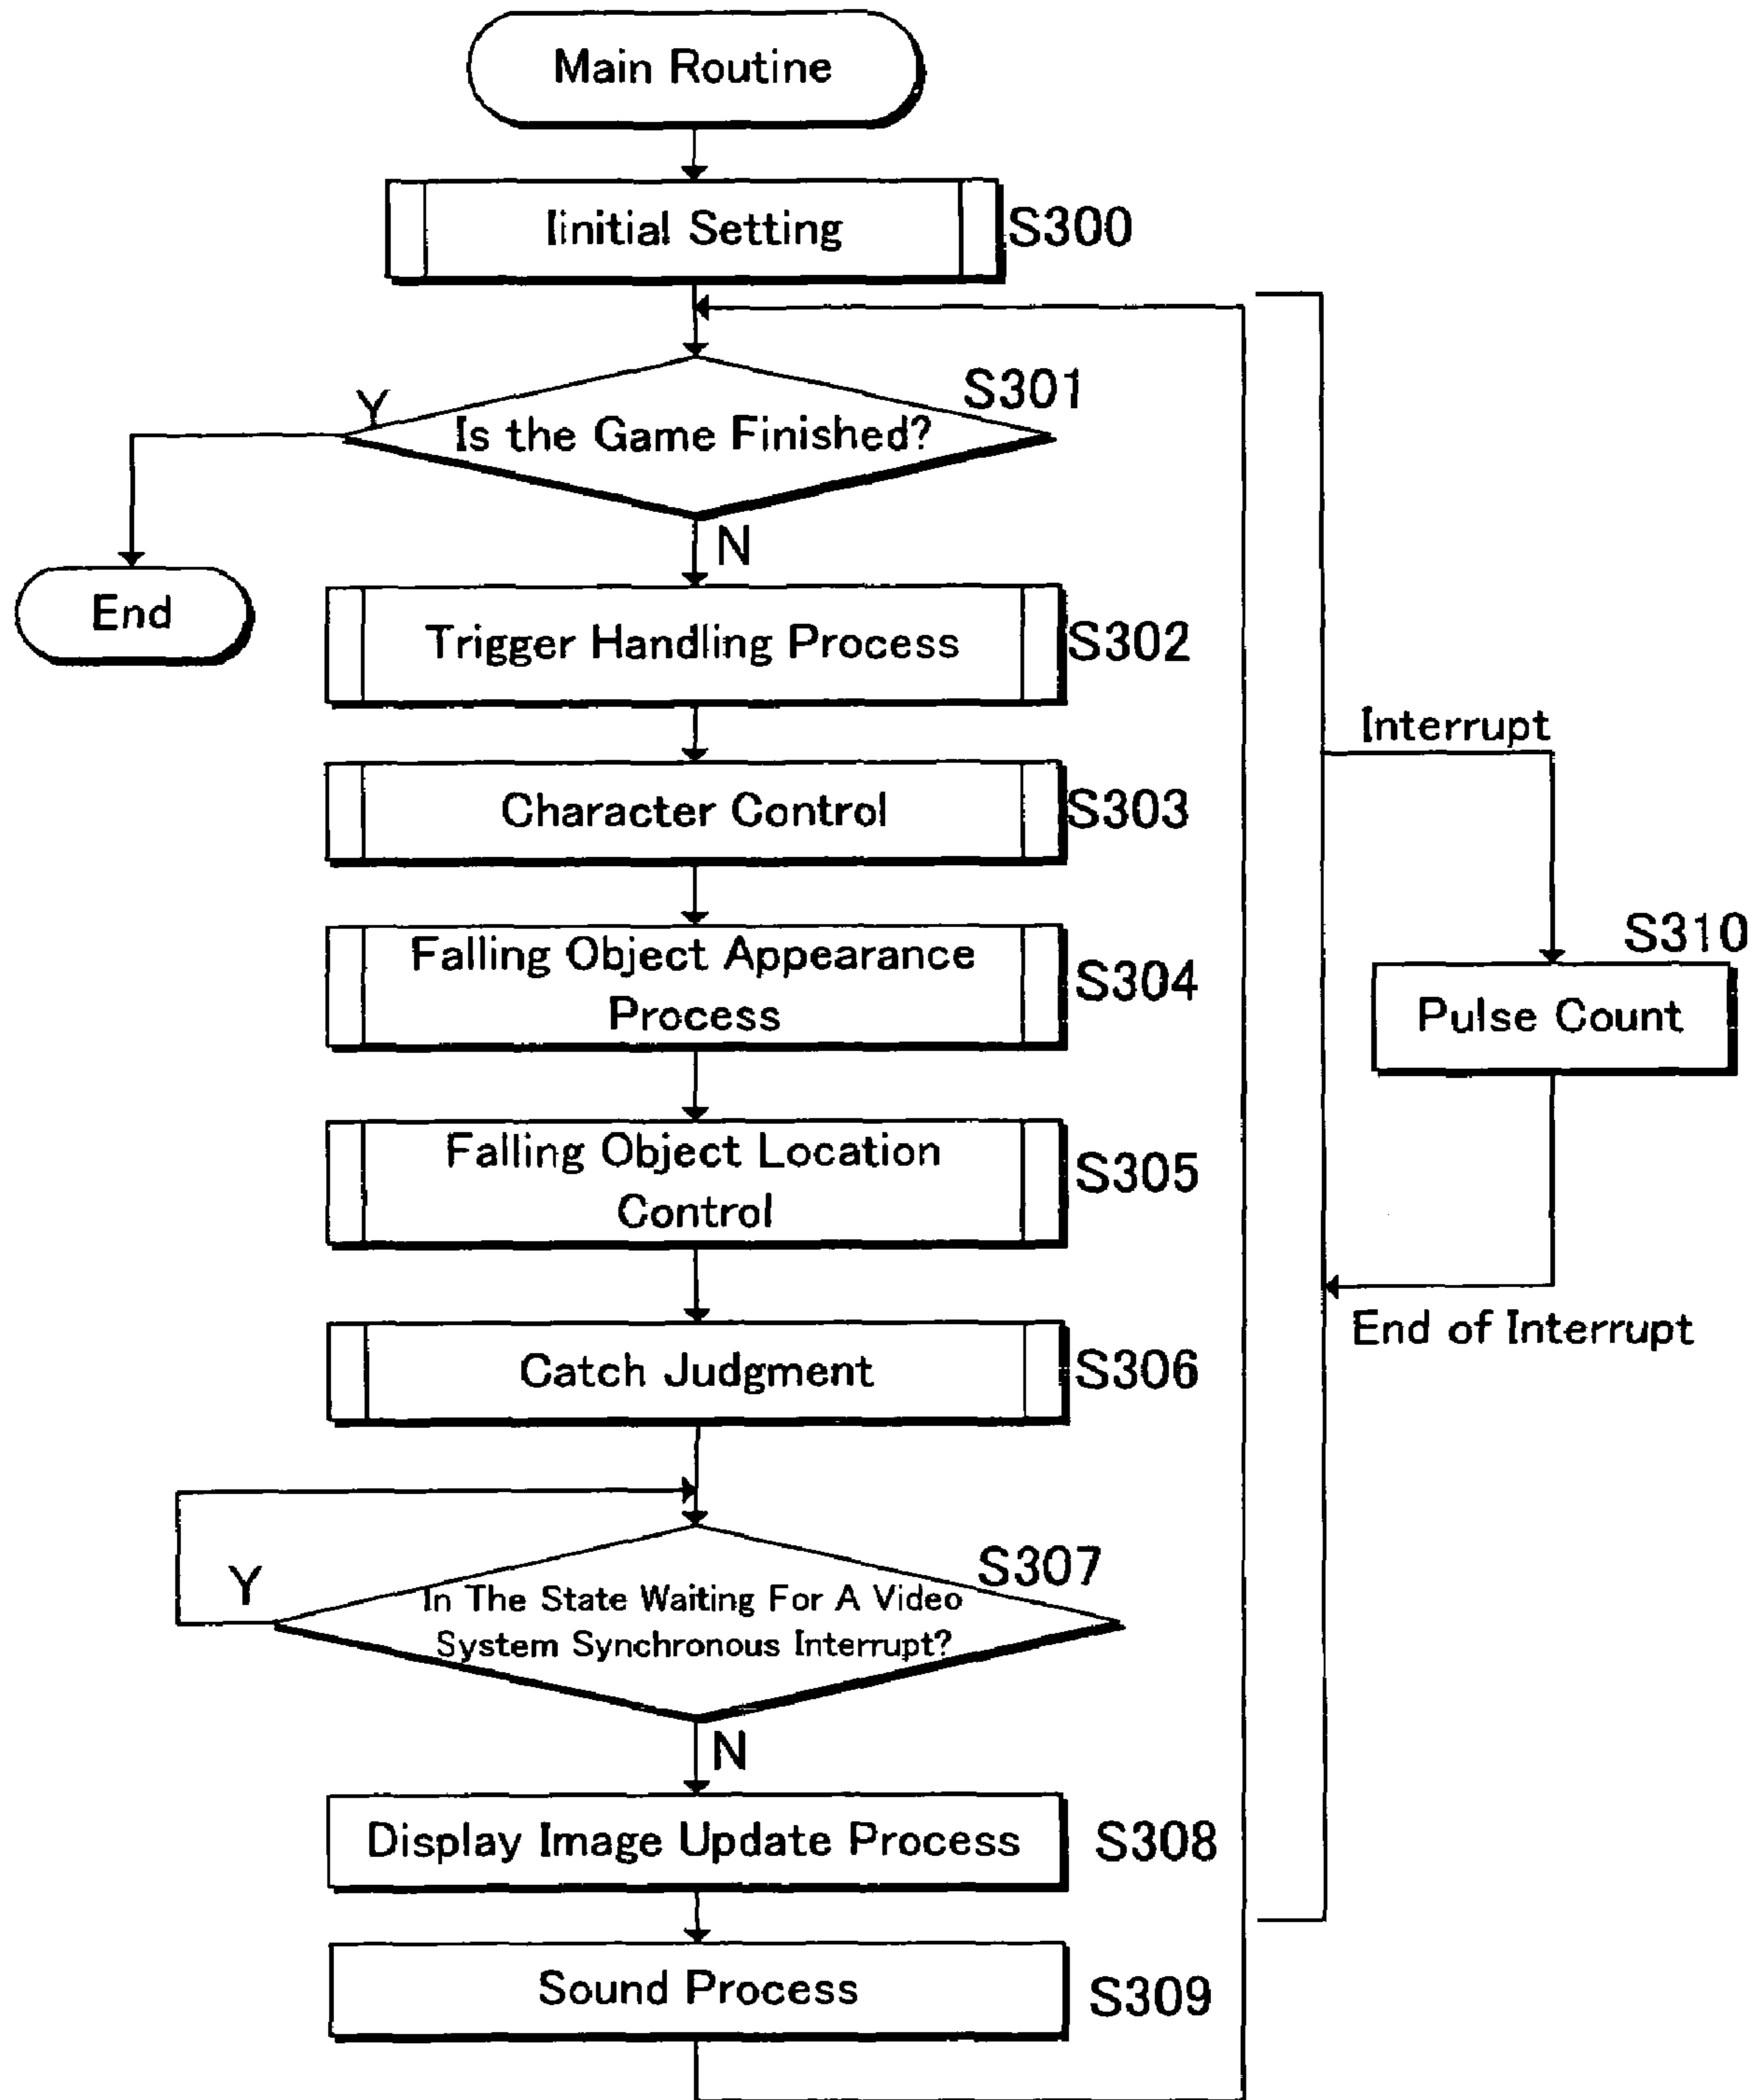 Main Routine
Iinitial Setting
S300
S301
Y
Is the Game Finished?
N
End
Trigger Handling Process
S302
Character Control
S303
Falling Object Appearance
Process
S304
Falling Object Location
Control
S305
Catch Judgment
S306
S307
Y
In The State Waiting For A Video
System Synchronous Interrupt?
N
Display Image Update Process
S308
Sound Process
S309
Interrupt
S310
Pulse Count
End of Interrupt